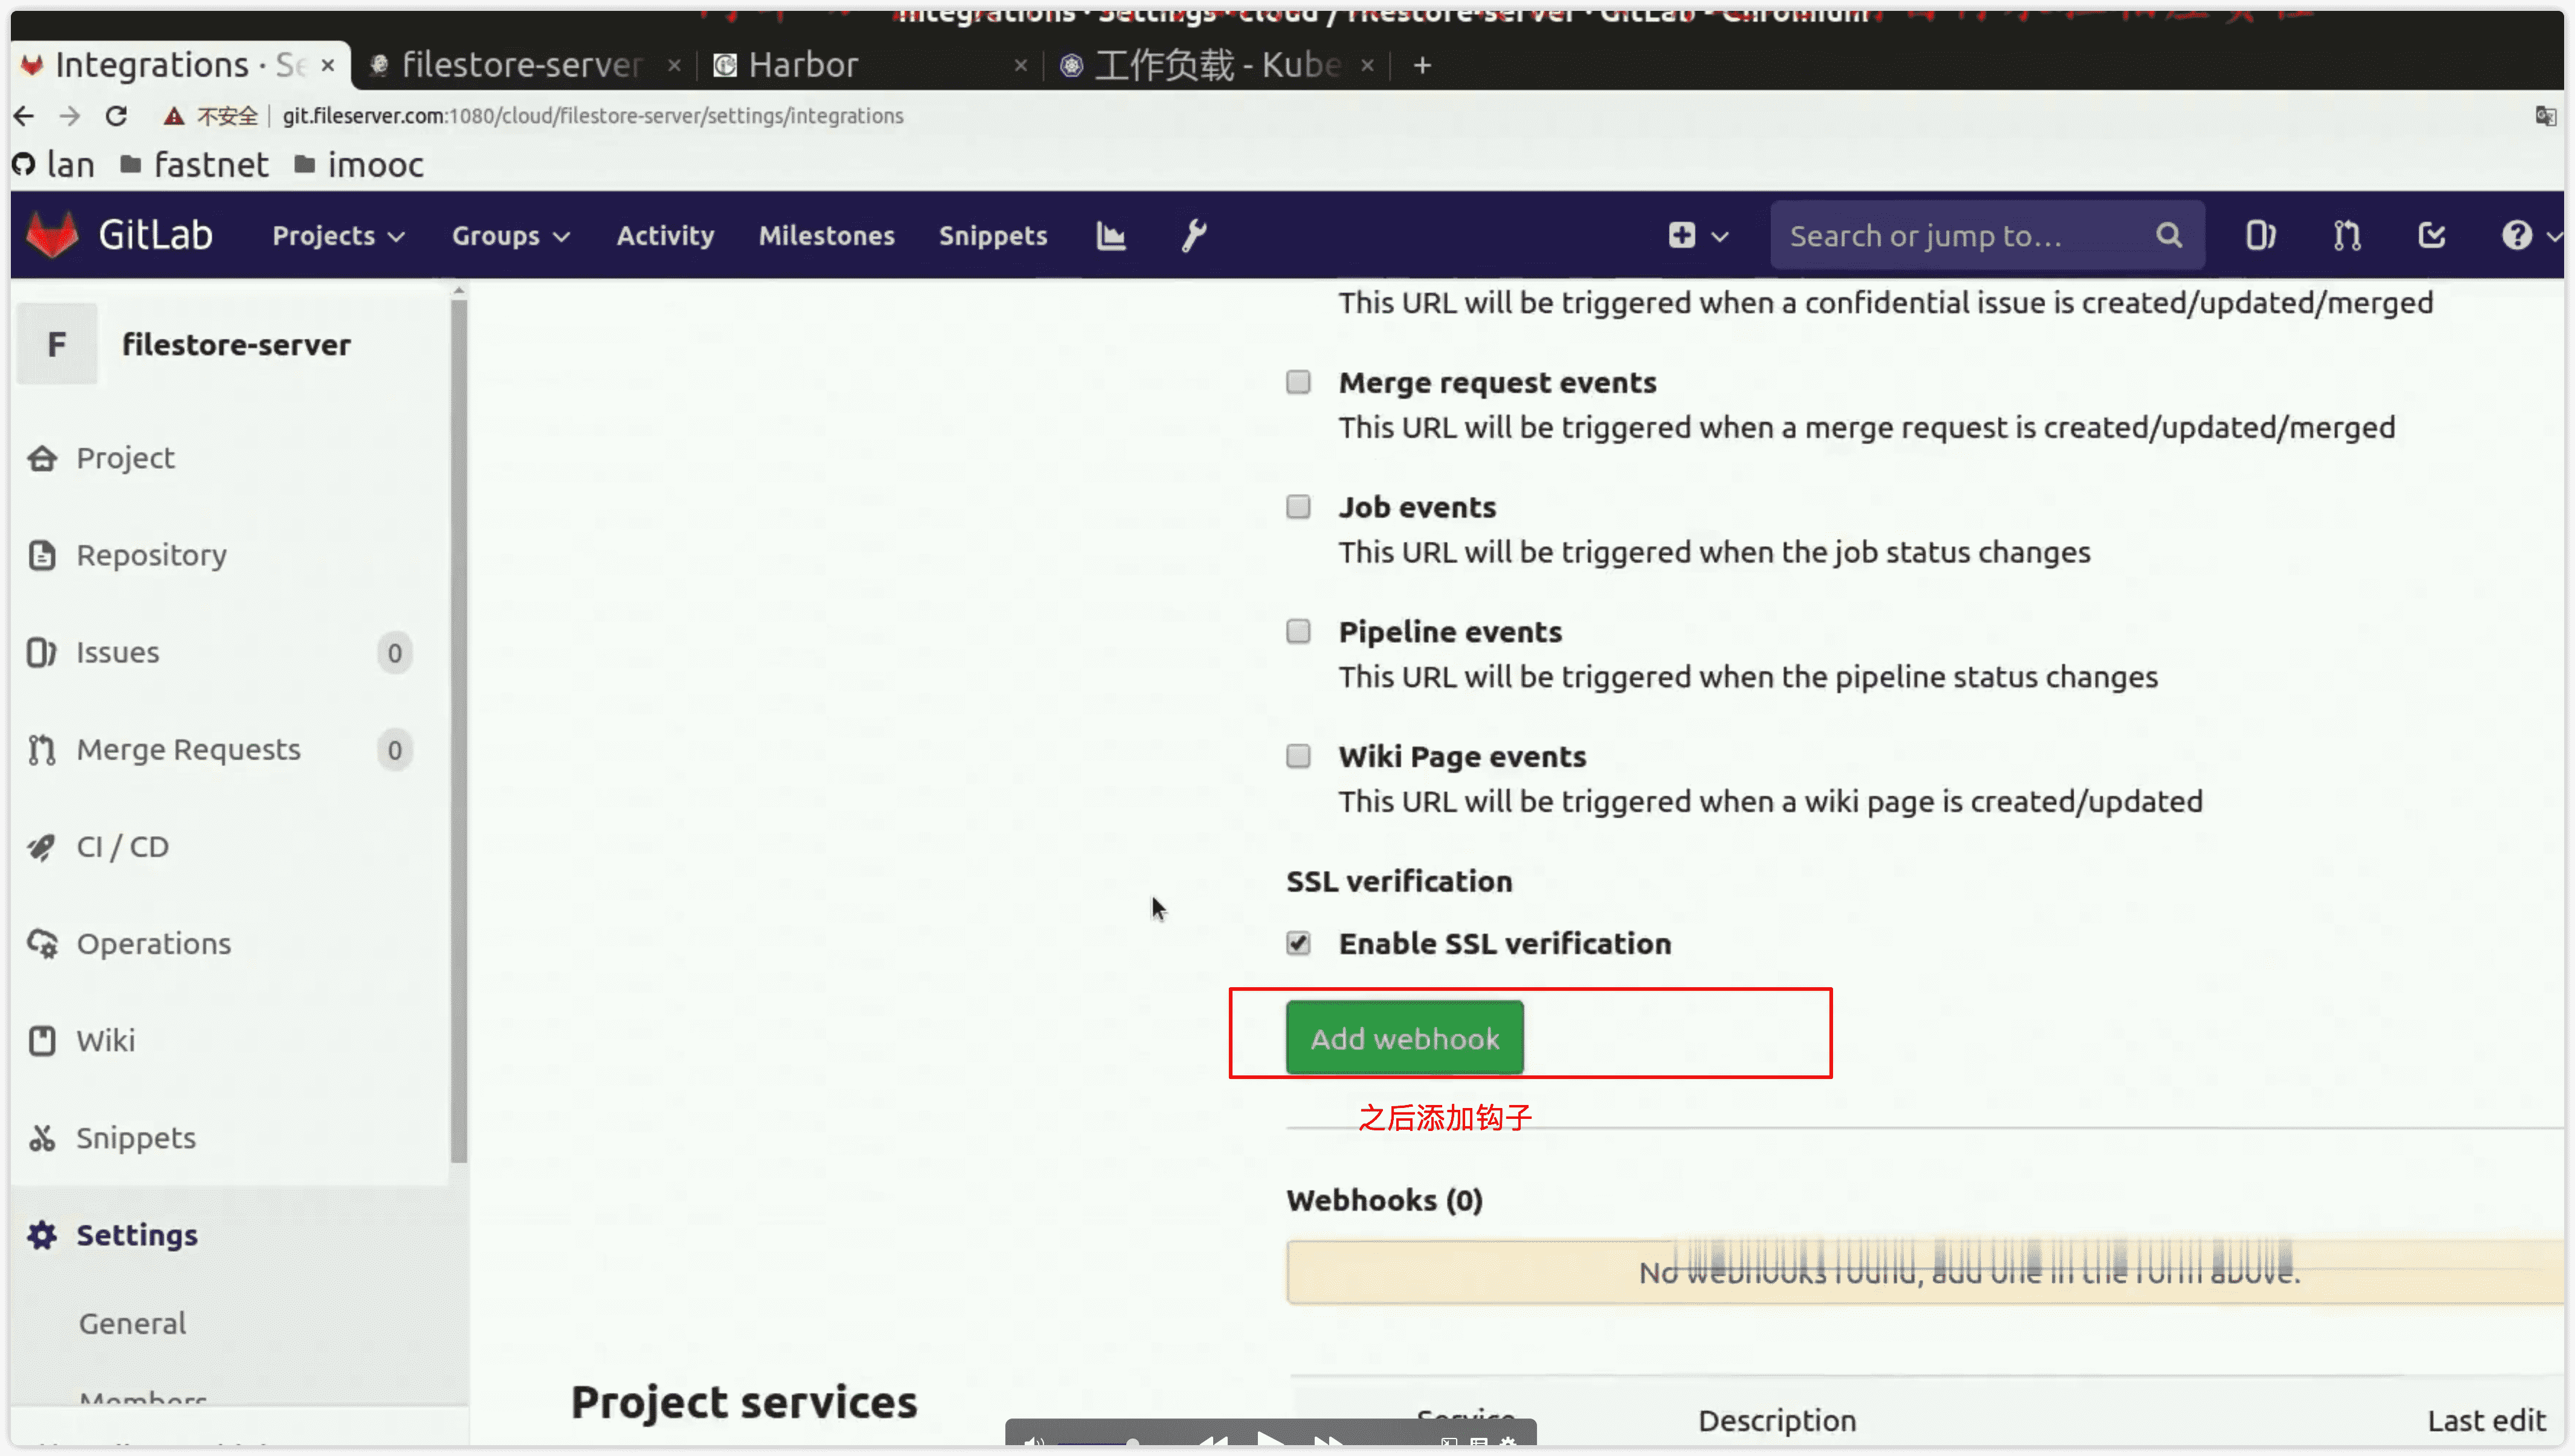 Integrations · Settings · cloud / filestore-server · GitLab - Chromium
Integrations · Se
filestore-server
Harbor
工作负载 - Kube
不安全
git.fileserver.com:1080/cloud/filestore-server/settings/integrations
lan
fastnet
imooc
GitLab
Projects
Groups
Activity
Milestones
Snippets
Search or jump to...
F
filestore-server
Project
Repository
Issues 0
Merge Requests 0
CI / CD
Operations
Wiki
Snippets
Settings
General
Members
This URL will be triggered when a confidential issue is created/updated/merged
Merge request events
This URL will be triggered when a merge request is created/updated/merged
Job events
This URL will be triggered when the job status changes
Pipeline events
This URL will be triggered when the pipeline status changes
Wiki Page events
This URL will be triggered when a wiki page is created/updated
SSL verification
Enable SSL verification
Add webhook
之后添加钩子
Webhooks (0)
No webhooks found, add one in the form above.
Project services
Service
Description
Last edit